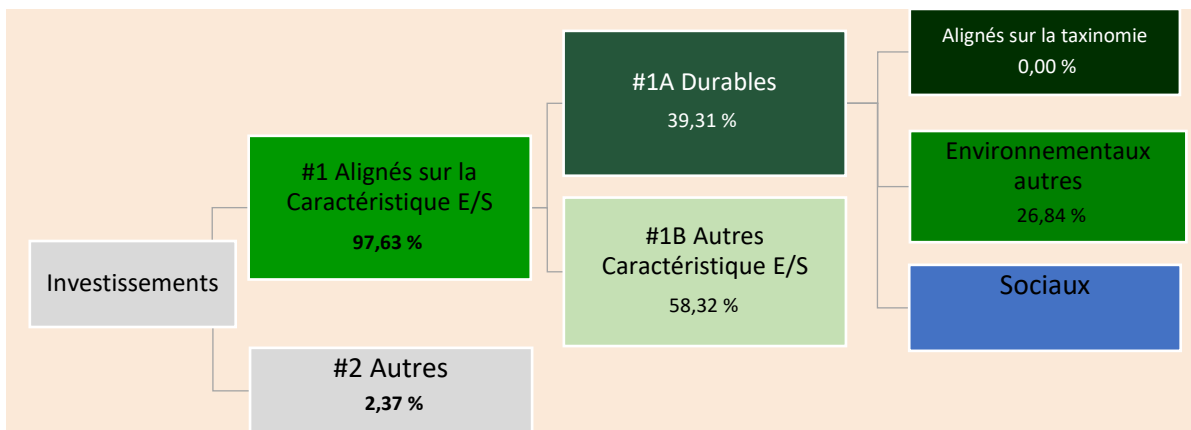 Investissements
#1 Alignés sur la
Caractéristique E/S
97,63 %
#2 Autres
2,37 %
#1A Durables
39,31 %
#1B Autres
Caractéristique E/S
58,32 %
Alignés sur la taxinomie
0,00 %
Environnementaux
autres
26,84 %
Sociaux